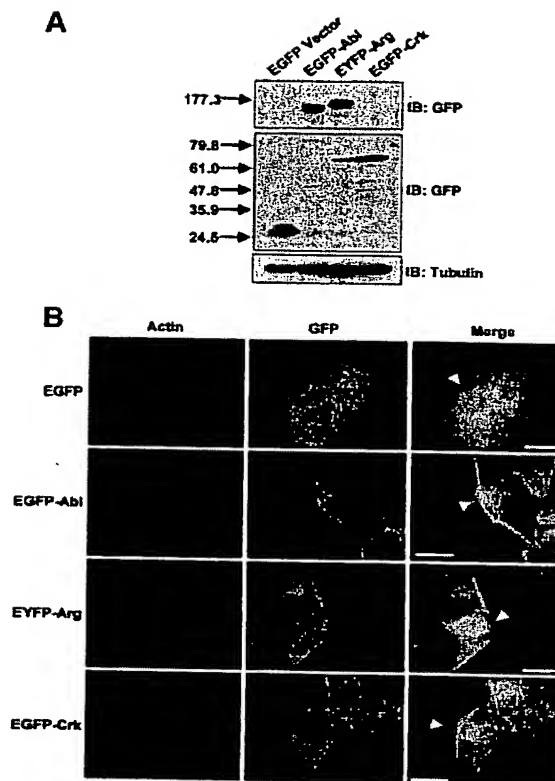 A
EGFP Vector
EGFP-Abl
EYFP-Arg
EGFP-Crk
177.3
IB: GFP
79.8
61.0
47.8
35.9
24.5
IB: GFP
IB: Tubulin
B
Actin GFP Merge
EGFP
EGFP-Abl
EYFP-Arg
EGFP-Crk